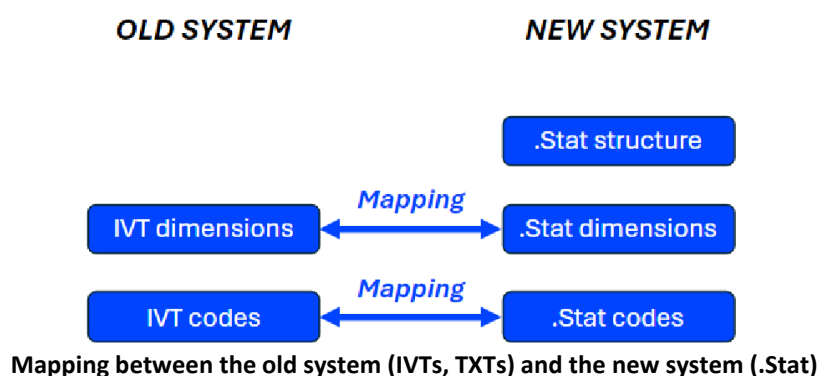 OLD SYSTEM
NEW SYSTEM
.Stat structure
Mapping
IVT dimensions
.Stat dimensions
Mapping
IVT codes
.Stat codes
Mapping between the old system (IVTs, TXTs) and the new system (.Stat)